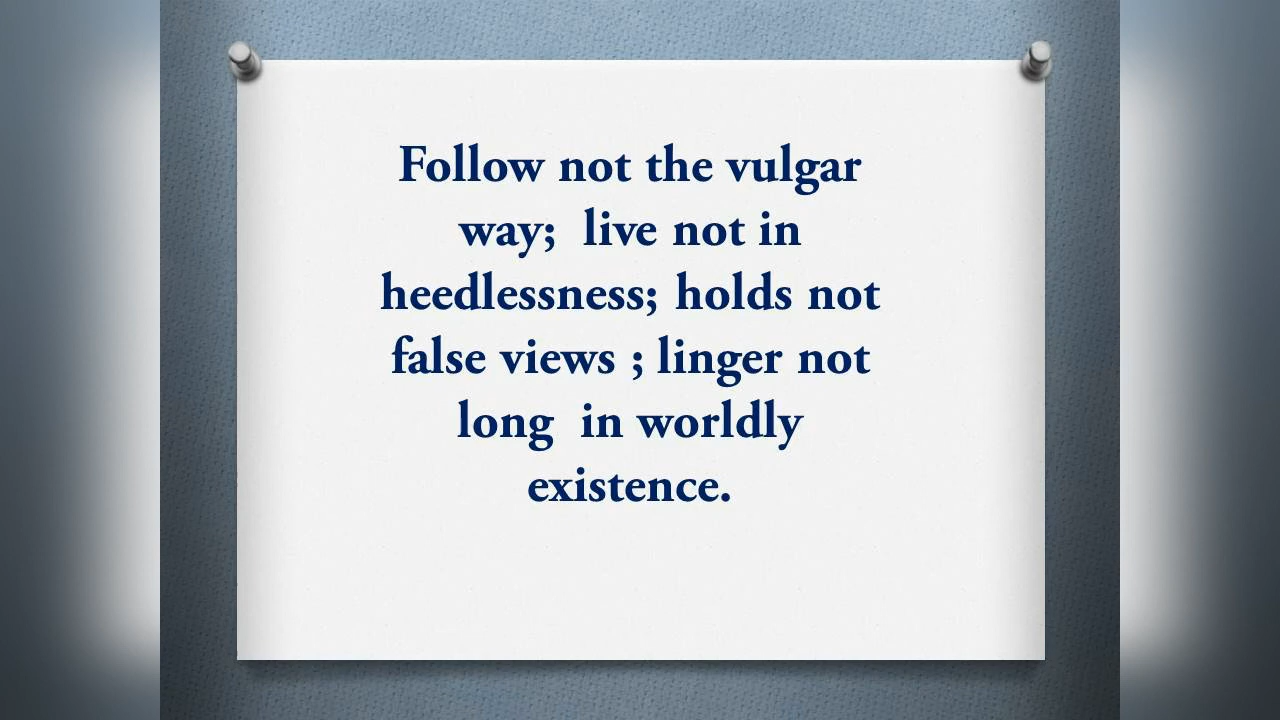 Follow not the vulgar
way;  live not in
heedlessness; holds not
false views ; linger not
long  in worldly
existence.